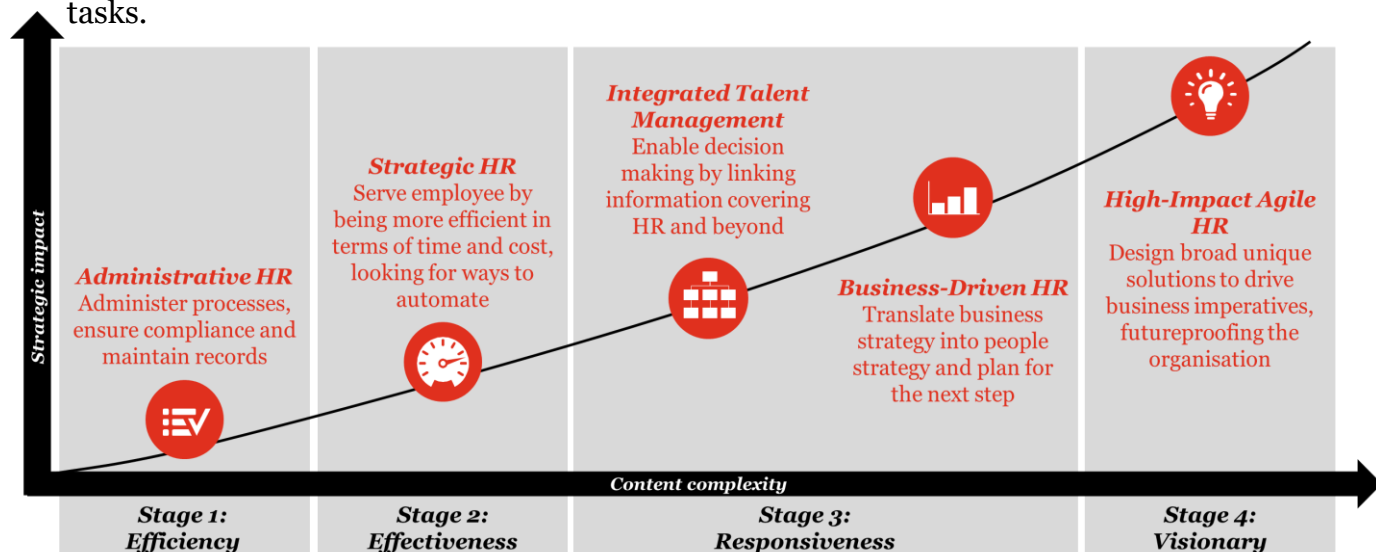 tasks.
Strategic impact
Administrative HR
Administer processes,
ensure compliance and
maintain records
Strategic HR
Serve employee by
being more efficient in
terms of time and cost,
looking for ways to
automate
Integrated Talent
Management
Enable decision
making by linking
information covering
HR and beyond
Business-Driven HR
Translate business
strategy into people
strategy and plan for
the next step
High-Impact Agile
HR
Design broad unique
solutions to drive
business imperatives,
futureproofing the
organisation
Content complexity
Stage 1:
Efficiency
Stage 2:
Effectiveness
Stage 3:
Responsiveness
Stage 4:
Visionary